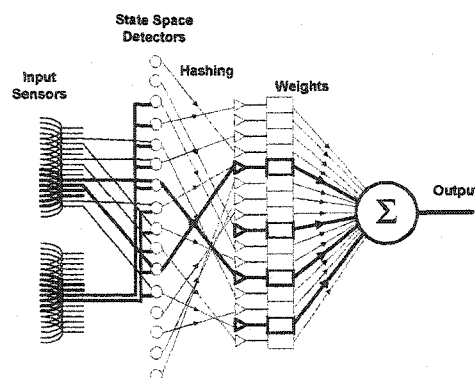 State Space
Detectors
Input
Sensors
Hashing
Weights
Output
Σ